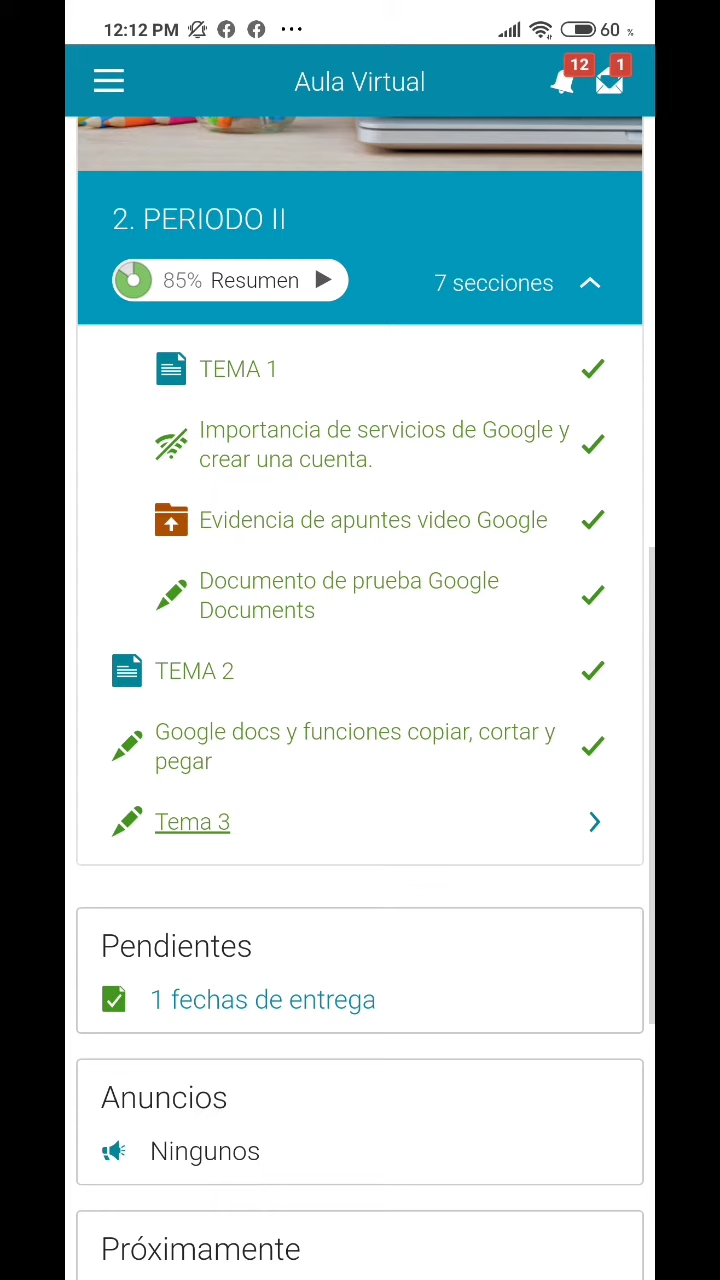 12:12 PM ••• 60 %
Aula Virtual 12 1
2. PERIODO II
85% Resumen 7 secciones
TEMA 1
Importancia de servicios de Google y
crear una cuenta.
Evidencia de apuntes video Google
Documento de prueba Google
Documents
TEMA 2
Google docs y funciones copiar, cortar y
pegar
Tema 3
Pendientes
1 fechas de entrega
Anuncios
Ningunos
Próximamente